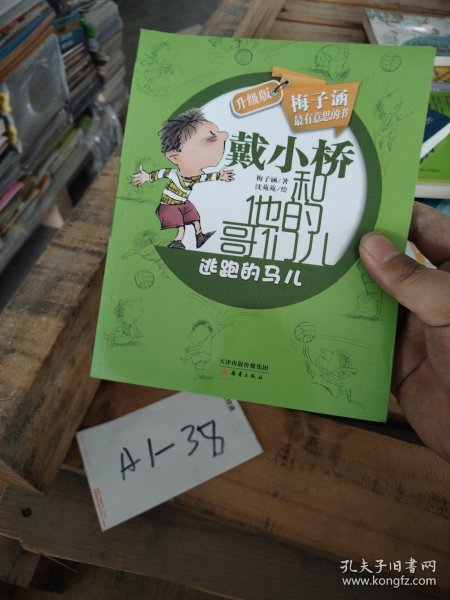 升级版
梅子涵
最有意思的书
戴小桥
梅子涵/著
沈苑苑/绘
和
他的
哥们儿
逃跑的马儿
天津出版传媒集团
新蕾出版社
A1-38
孔夫子旧书网
www.kongfz.com